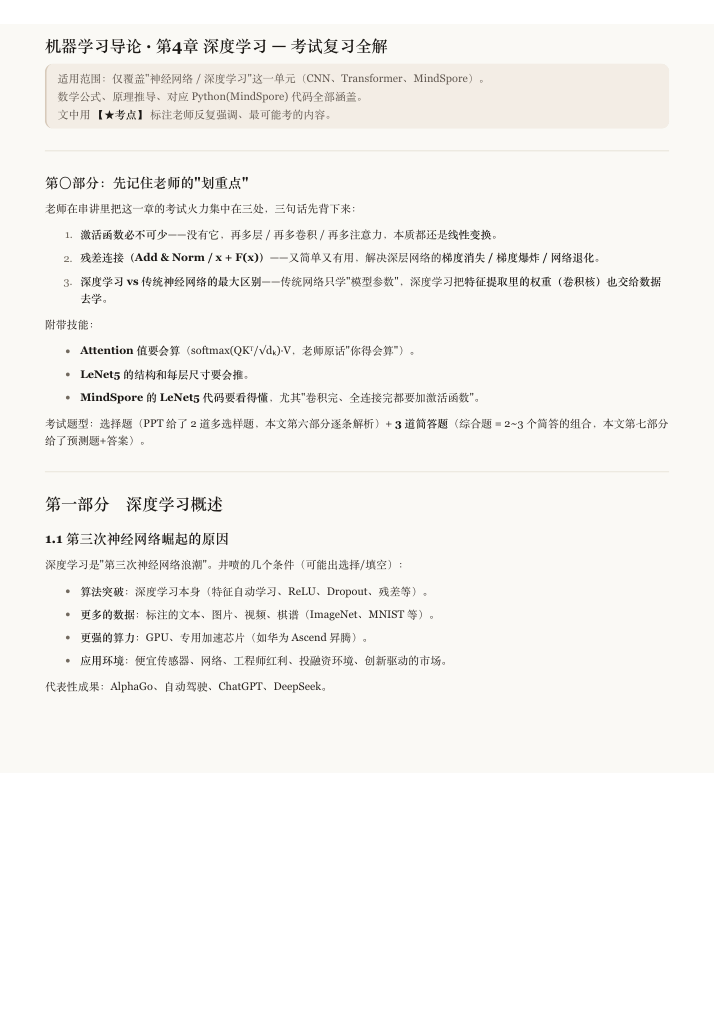 机器学习导论 · 第4章 深度学习 — 考试复习全解
适用范围：仅覆盖"神经网络 / 深度学习"这一单元（CNN、Transformer、MindSpore）。
数学公式、原理推导、对应 Python(MindSpore) 代码全部涵盖。
文中用 【★考点】 标注老师反复强调、最可能考的内容。
第〇部分：先记住老师的"划重点"
老师在串讲里把这一章的考试火力集中在三处，三句话先背下来：
1. 激活函数必不可少——没有它，再多层 / 再多卷积 / 再多注意力，本质都还是线性变换。
2. 残差连接（Add & Norm / x + F(x)）——又简单又有用，解决深层网络的梯度消失 / 梯度爆炸 / 网络退化。
3. 深度学习 vs 传统神经网络的最大区别——传统网络只学"模型参数"，深度学习把特征提取里的权重（卷积核）也交给数据
去学。
附带技能：
• Attention 值要会算（softmax(QKᵀ/√dₖ)·V，老师原话"你得会算"）。
• LeNet5 的结构和每层尺寸要会推。
• MindSpore 的 LeNet5 代码要看得懂，尤其"卷积完、全连接完都要加激活函数"。
考试题型：选择题（PPT 给了 2 道多选样题，本文第六部分逐条解析）+ 3 道简答题（综合题 = 2~3 个简答的组合，本文第七部分
给了预测题+答案）。
第一部分 深度学习概述
1.1 第三次神经网络崛起的原因
深度学习是"第三次神经网络浪潮"。井喷的几个条件（可能出选择/填空）：
• 算法突破：深度学习本身（特征自动学习、ReLU、Dropout、残差等）。
• 更多的数据：标注的文本、图片、视频、棋谱（ImageNet、MNIST 等）。
• 更强的算力：GPU、专用加速芯片（如华为 Ascend 昇腾）。
• 应用环境：便宜传感器、网络、工程师红利、投融资环境、创新驱动的市场。
代表性成果：AlphaGo、自动驾驶、ChatGPT、DeepSeek。